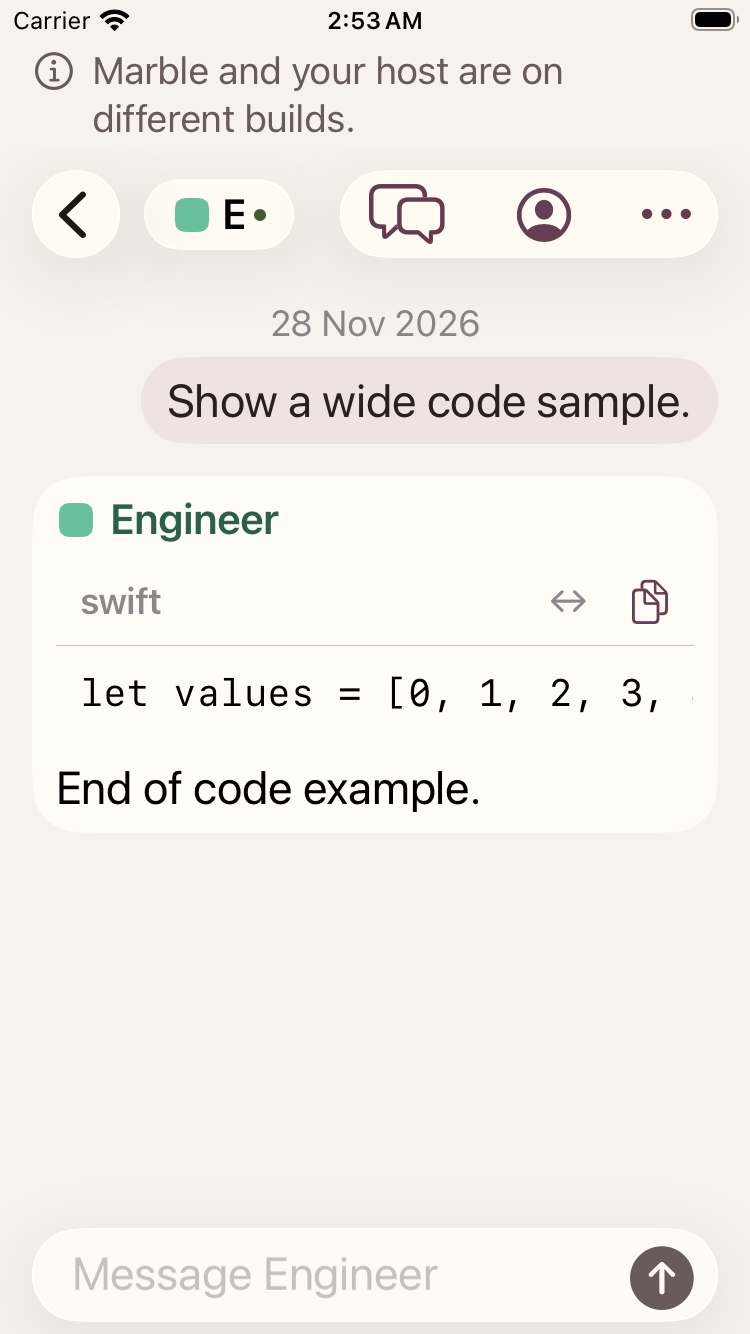 Carrier 2:53 AM
Marble and your host are on
different builds.
E
28 Nov 2026
Show a wide code sample.
Engineer
swift
let values = [0, 1, 2, 3,
End of code example.
Message Engineer